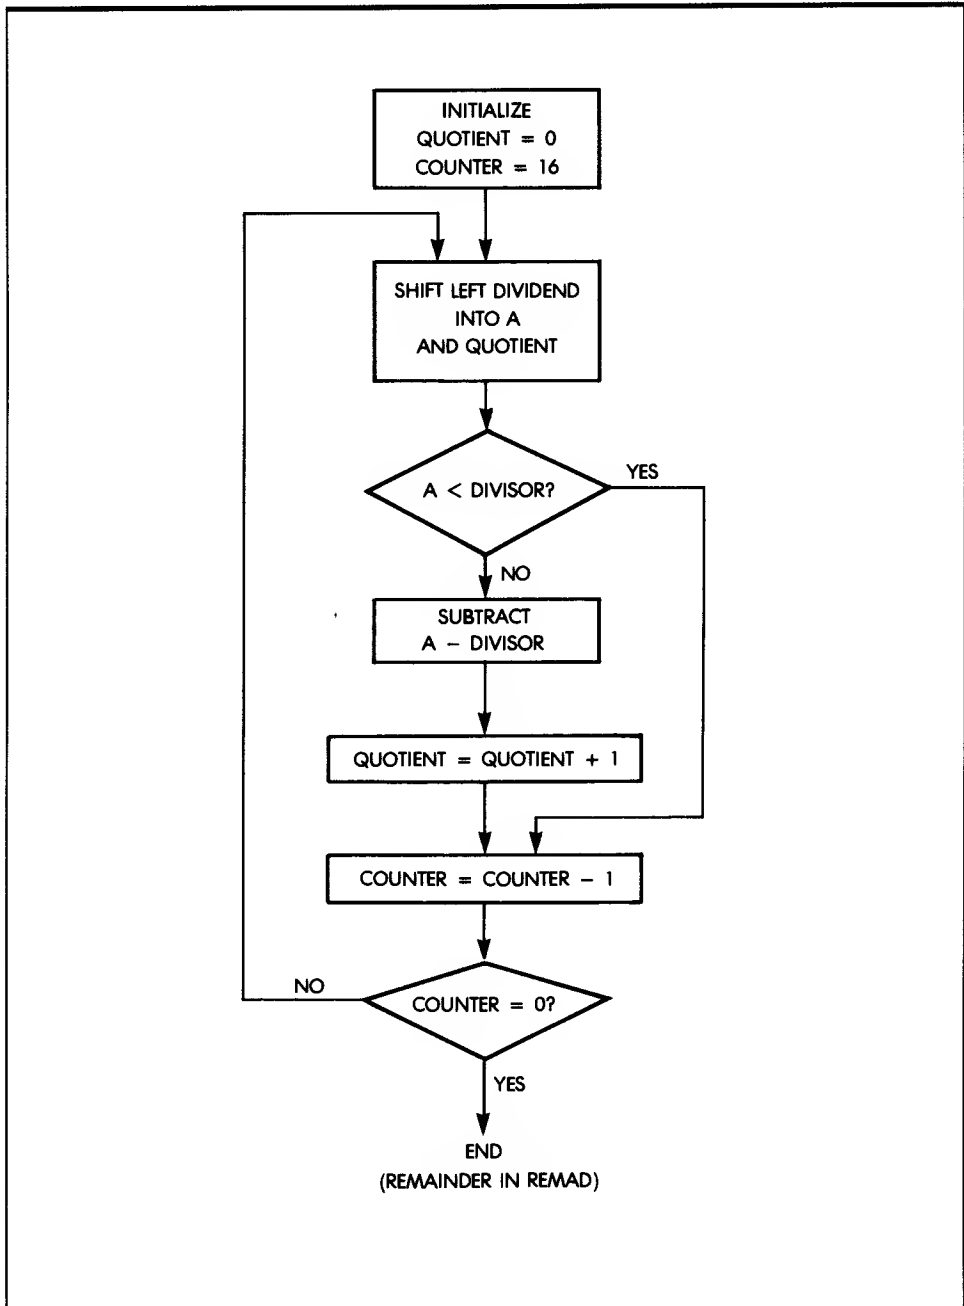 INITIALIZE
QUOTIENT = 0
COUNTER = 16
SHIFT LEFT DIVIDEND
INTO A
AND QUOTIENT
A < DIVISOR?
YES
NO
SUBTRACT
A – DIVISOR
QUOTIENT = QUOTIENT + 1
COUNTER = COUNTER – 1
NO
COUNTER = 0?
YES
END
(REMAINDER IN REMAD)